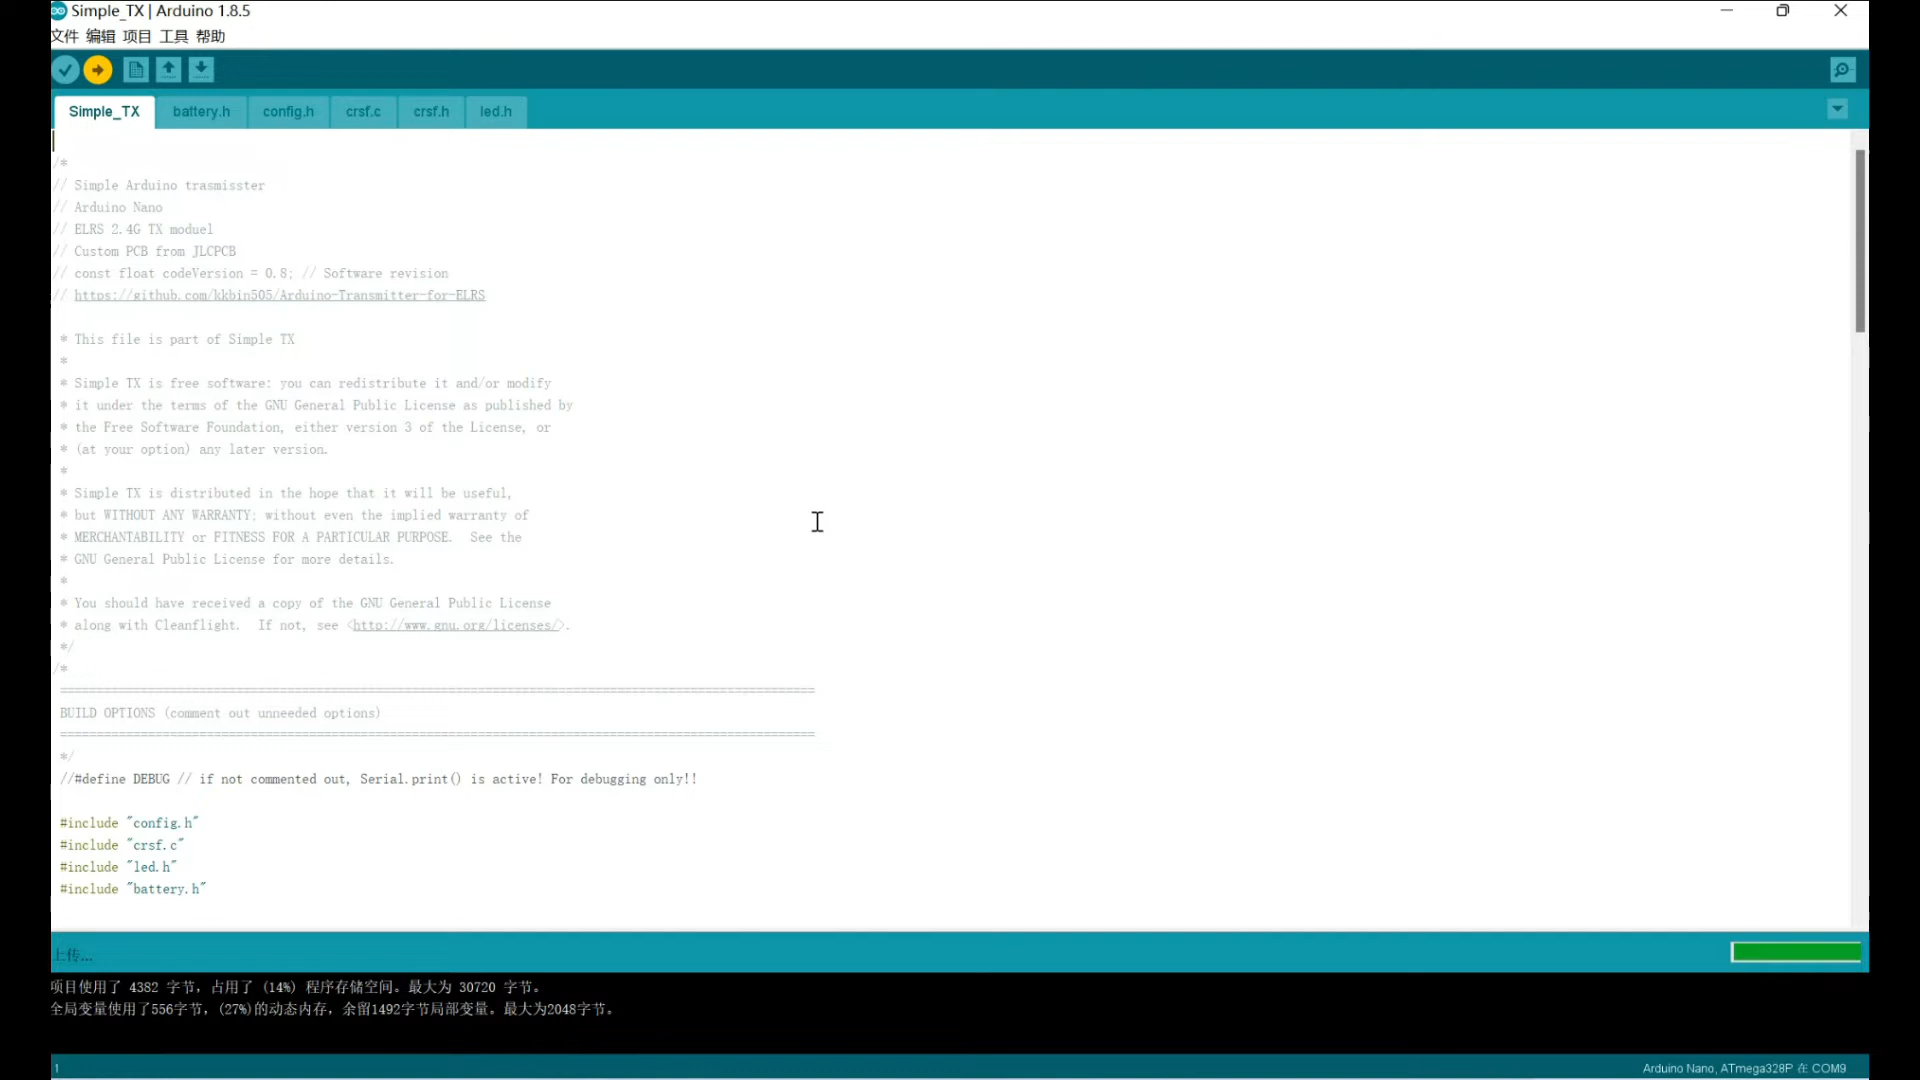 Simple_TX | Arduino 1.8.5
文件 编辑 项目 工具 帮助
Simple_TX battery.h config.h crsf.c crsf.h led.h
/*
// Simple Arduino trasmisster
// Arduino Nano
// ELRS 2.4G TX moduel
// Custom PCB from JLCPCB
// const float codeVersion = 0.8; // Software revision
// https://github.com/kkbin505/Arduino-Transmitter-for-ELRS
* This file is part of Simple TX
*
* Simple TX is free software: you can redistribute it and/or modify
* it under the terms of the GNU General Public License as published by
* the Free Software Foundation, either version 3 of the License, or
* (at your option) any later version.
*
* Simple TX is distributed in the hope that it will be useful,
* but WITHOUT ANY WARRANTY; without even the implied warranty of
* MERCHANTABILITY or FITNESS FOR A PARTICULAR PURPOSE.  See the
* GNU General Public License for more details.
*
* You should have received a copy of the GNU General Public License
* along with Cleanflight.  If not, see <http://www.gnu.org/licenses/>.
*/
/*
=======================================================================================================
BUILD OPTIONS (comment out unneeded options)
=======================================================================================================
*/
//#define DEBUG // if not commented out, Serial.print() is active! For debugging only!!
#include "config.h"
#include "crsf.c"
#include "led.h"
#include "battery.h"
上传...
项目使用了 4382 字节，占用了 (14%) 程序存储空间。最大为 30720 字节。
全局变量使用了556字节，(27%)的动态内存，余留1492字节局部变量。最大为2048字节。
1
Arduino Nano, ATmega328P 在 COM9